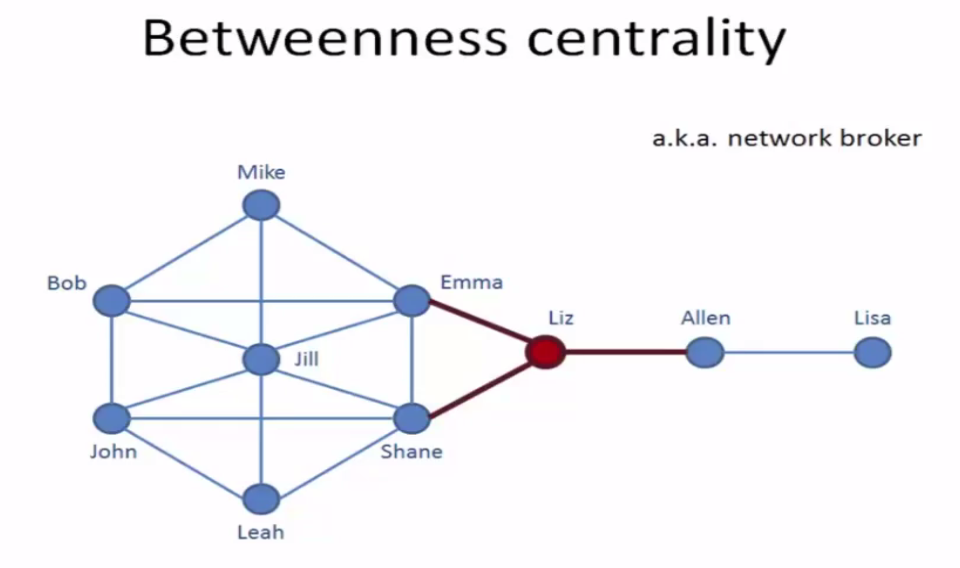 Betweenness centrality
a.k.a. network broker
Mike
Bob
Emma
Liz
Allen
Lisa
Jill
John
Shane
Leah